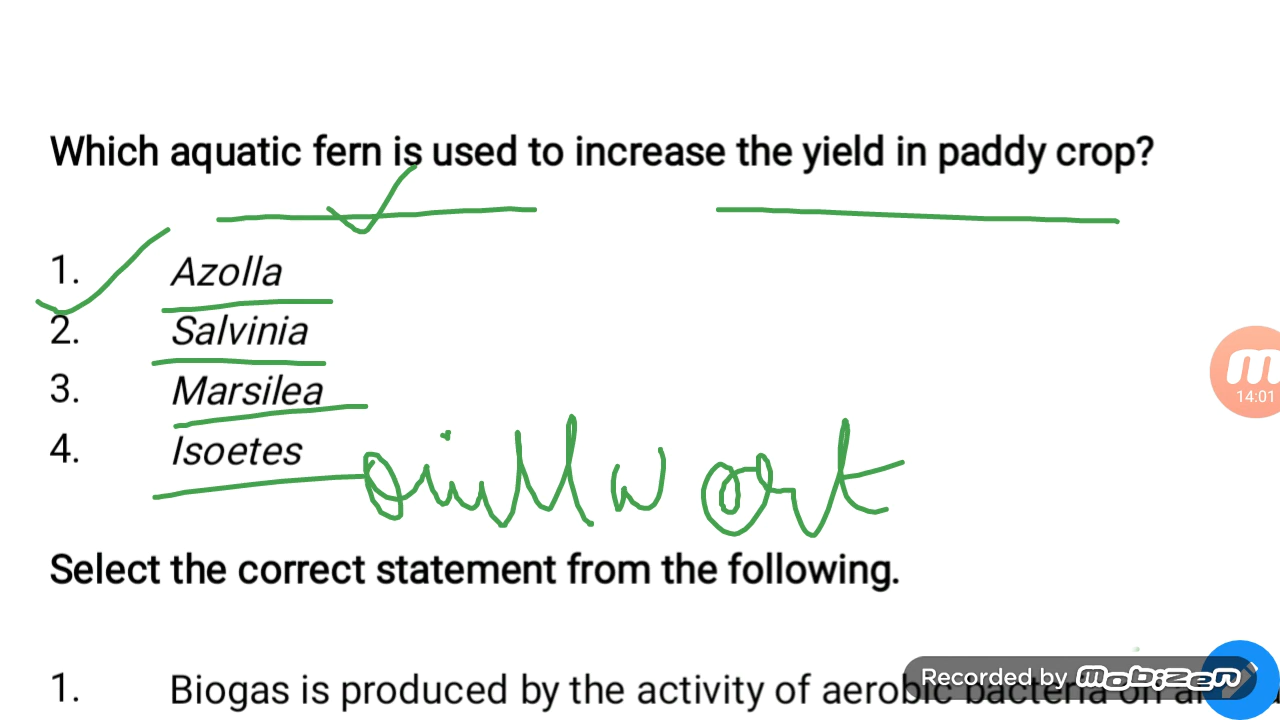 Which aquatic fern is used to increase the yield in paddy crop?
1. Azolla
2. Salvinia
3. Marsilea
4. Isoetes quillwort
14:01
Select the correct statement from the following.
1. Biogas is produced by the activity of aerobic bacteria on
Recorded by mobizen